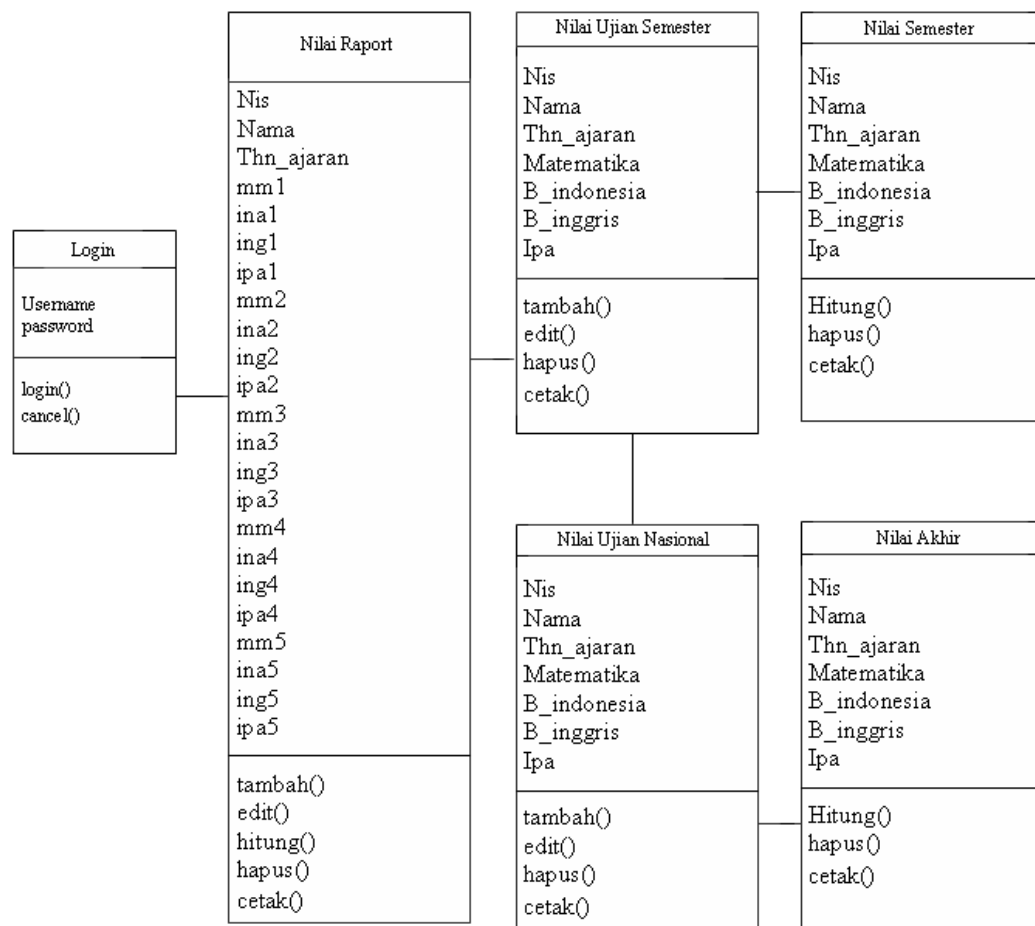 Login
Username
password
login()
cancel()
Nilai Raport
Nis
Nama
Thn_ajaran
mm1
ina1
ing1
ipa1
mm2
ina2
ing2
ipa2
mm3
ina3
ing3
ipa3
mm4
ina4
ing4
ipa4
mm5
ina5
ing5
ipa5
tambah()
edit()
hitung()
hapus()
cetak()
Nilai Ujian Semester
Nis
Nama
Thn_ajaran
Matematika
B_indonesia
B_inggris
Ipa
tambah()
edit()
hapus()
cetak()
Nilai Semester
Nis
Nama
Thn_ajaran
Matematika
B_indonesia
B_inggris
Ipa
Hitung()
hapus()
cetak()
Nilai Ujian Nasional
Nis
Nama
Thn_ajaran
Matematika
B_indonesia
B_inggris
Ipa
tambah()
edit()
hapus()
cetak()
Nilai Akhir
Nis
Nama
Thn_ajaran
Matematika
B_indonesia
B_inggris
Ipa
Hitung()
hapus()
cetak()